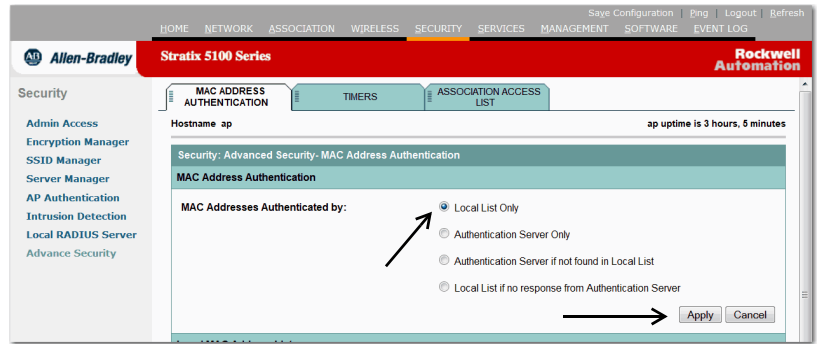 Save Configuration | Ping | Logout | Refresh
HOME NETWORK ASSOCIATION WIRELESS SECURITY SERVICES MANAGEMENT SOFTWARE EVENT LOG
AB Allen-Bradley Stratix 5100 Series Rockwell Automation
Security
Admin Access
Encryption Manager
SSID Manager
Server Manager
AP Authentication
Intrusion Detection
Local RADIUS Server
Advance Security
MAC ADDRESS AUTHENTICATION TIMERS ASSOCIATION ACCESS LIST
Hostname ap ap uptime is 3 hours, 5 minutes
Security: Advanced Security- MAC Address Authentication
MAC Address Authentication
MAC Addresses Authenticated by: Local List Only
Authentication Server Only
Authentication Server if not found in Local List
Local List if no response from Authentication Server
Apply Cancel